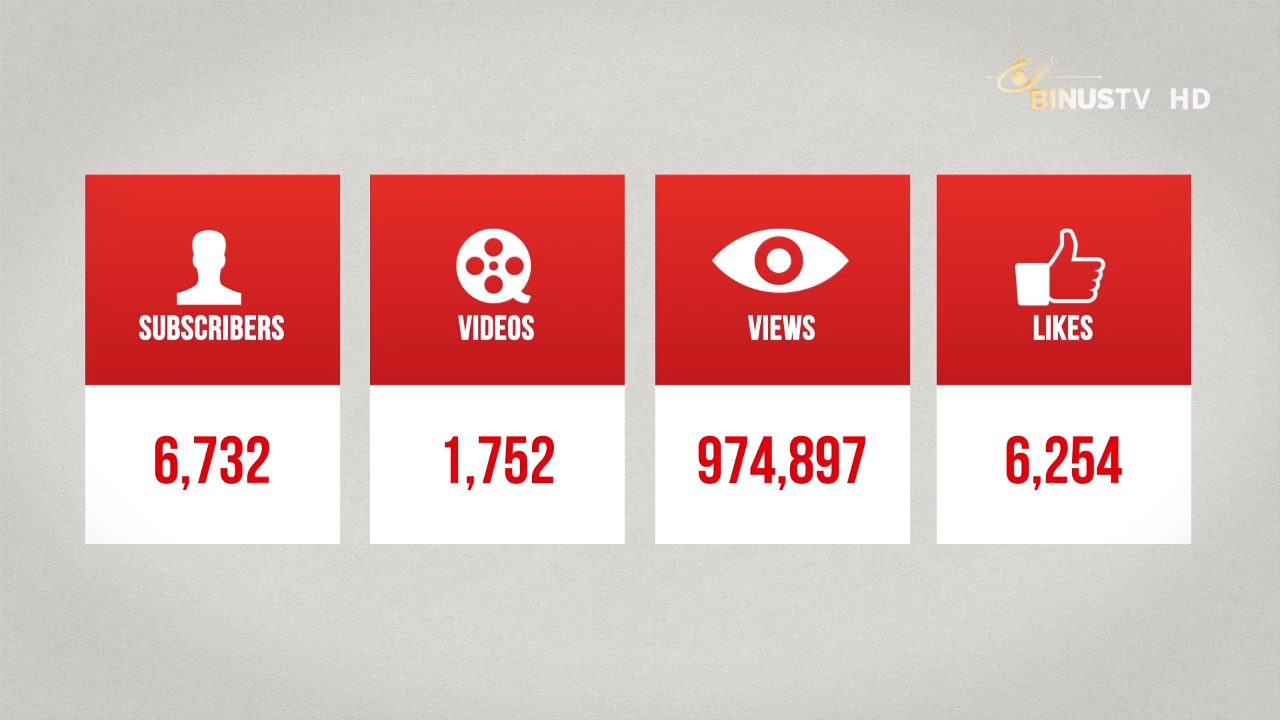 BINUSTV HD
SUBSCRIBERS
6,732
VIDEOS
1,752
VIEWS
974,897
LIKES
6,254